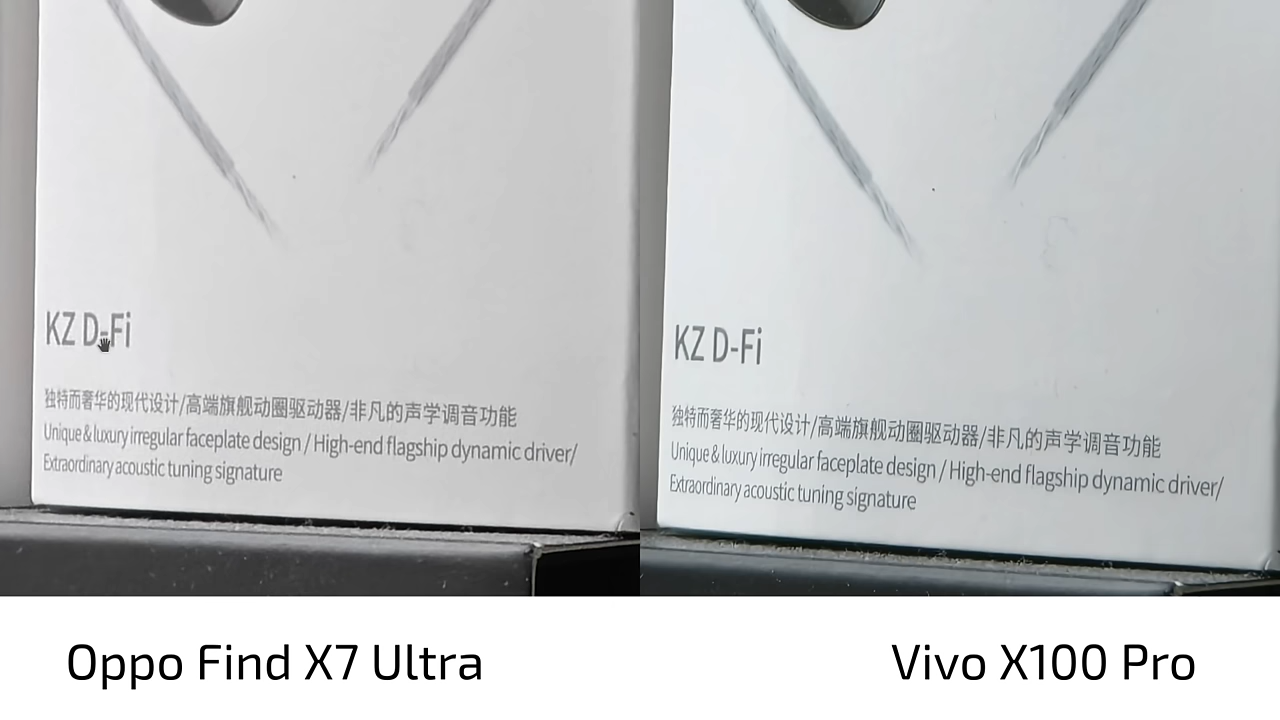 KZ D-Fi
独特而奢华的现代设计/高端旗舰动圈驱动器/非凡的声学调音功能
Unique & luxury irregular faceplate design / High-end flagship dynamic driver/
Extraordinary acoustic tuning signature
KZ D-Fi
独特而奢华的现代设计/高端旗舰动圈驱动器/非凡的声学调音功能
Unique & luxury irregular faceplate design / High-end flagship dynamic driver/
Extraordinary acoustic tuning signature
Oppo Find X7 Ultra
Vivo X100 Pro